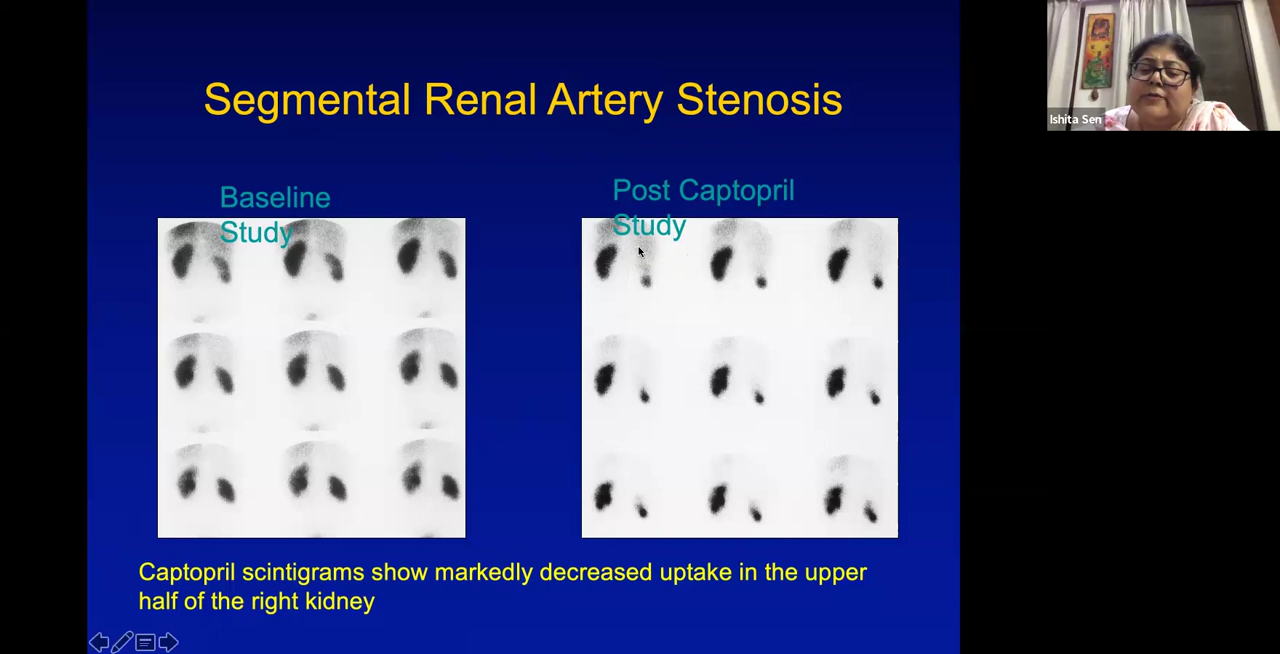 Segmental Renal Artery Stenosis
Ishita Sen
Baseline
Study
Post Captopril
Study
Captopril scintigrams show markedly decreased uptake in the upper
half of the right kidney